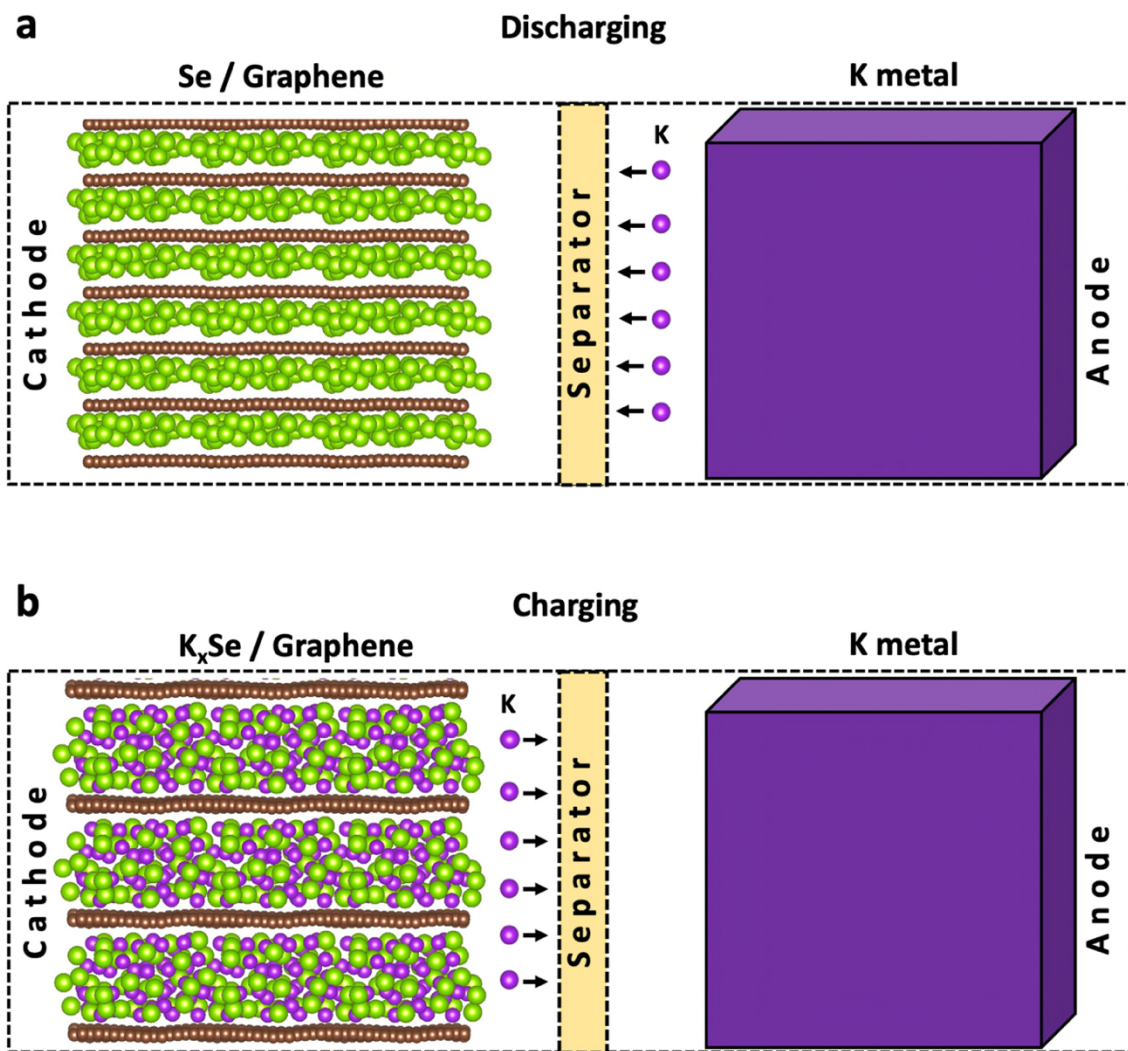 a
Discharging
Se / Graphene
K metal
Cathode
Separator
K
Anode
b
Charging
KₓSe / Graphene
K metal
Cathode
K
Separator
Anode